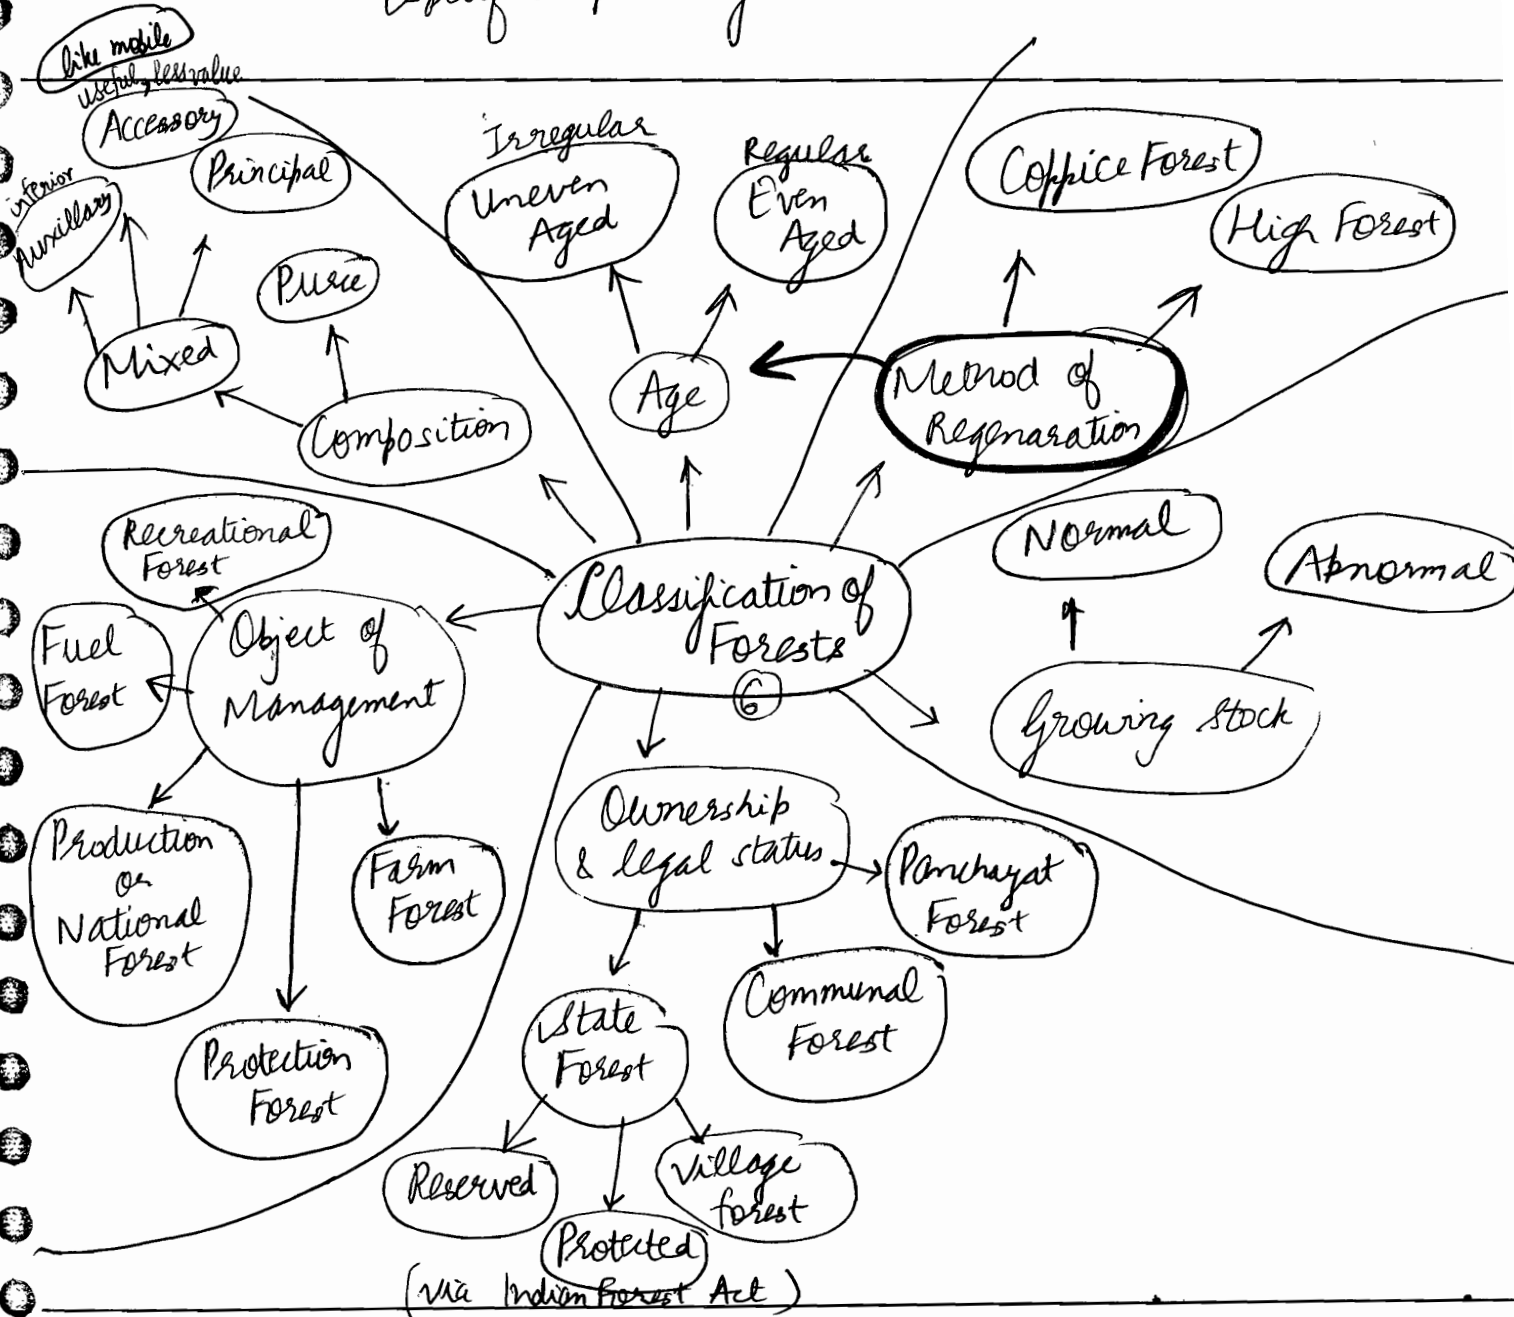 like mobile
useful, less value
Accessory
Principal
inferior
Auxillary
Mixed
Pure
Composition
Irregular
Uneven
Aged
Regular
Even
Aged
Age
Coppice Forest
High Forest
Method of
Regenaration
Classification of
Forests
6
Normal
Abnormal
Growing stock
Recreational
Forest
Fuel
Forest
Object of
Management
Production
or
National
Forest
Protection
Forest
Farm
Forest
Ownership
& legal status
Panchayat
Forest
Communal
Forest
State
Forest
Reserved
Protected
Village
forest
(via Indian Forest Act)